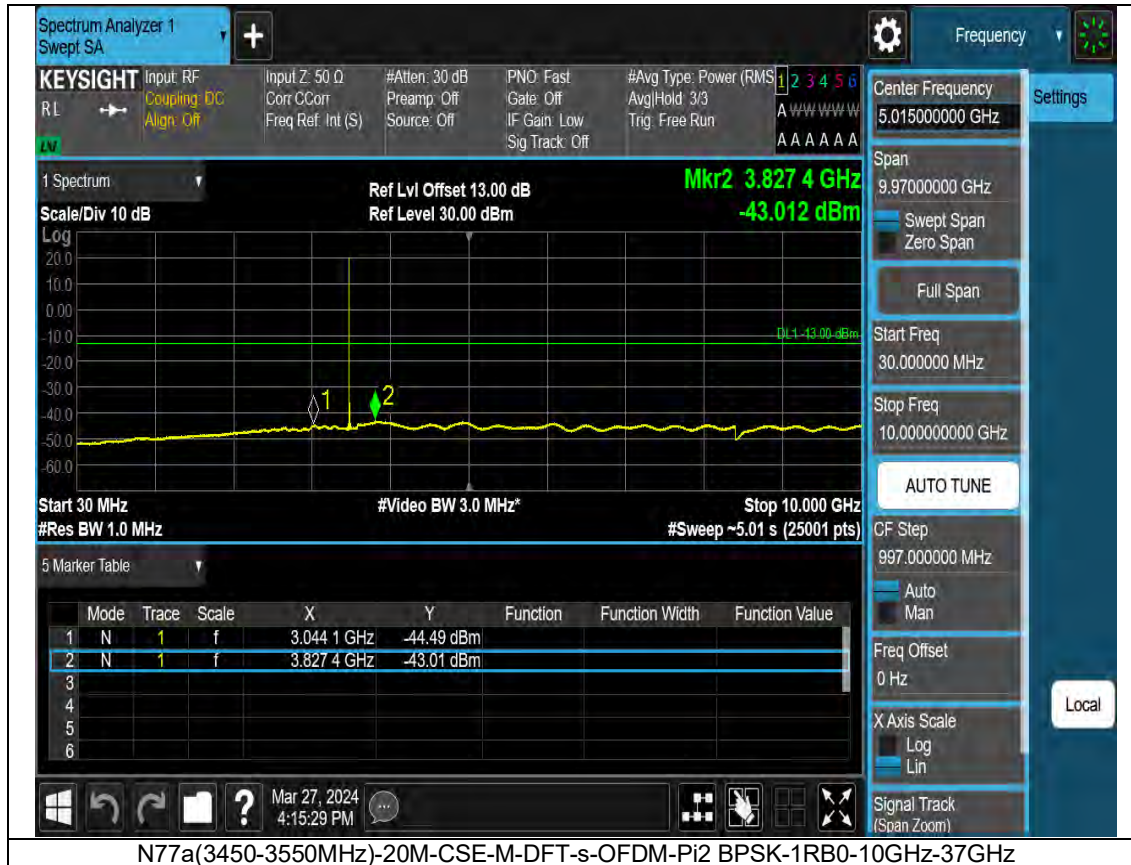 Spectrum Analyzer 1
Swept SA
+
Frequency
KEYSIGHT
RL
Input: RF
Coupling: DC
Align: Off
Input Z: 50 Ω
Corr CCorr
Freq Ref: Int (S)
#Atten: 30 dB
Preamp: Off
Source: Off
PNO: Fast
Gate: Off
IF Gain: Low
Sig Track: Off
#Avg Type: Power (RMS
Avg|Hold: 3/3
Trig: Free Run
1 2 3 4 5 6
A W W W W W
A A A A A A
1 Spectrum
Scale/Div 10 dB
Ref Lvl Offset 13.00 dB
Ref Level 30.00 dBm
Mkr2 3.827 4 GHz
-43.012 dBm
Log
20.0
10.0
0.00
-10.0
-20.0
-30.0
-40.0
-50.0
-60.0
DL1 -13.00 dBm
1
2
Start 30 MHz
#Res BW 1.0 MHz
#Video BW 3.0 MHz*
Stop 10.000 GHz
#Sweep ~5.01 s (25001 pts)
5 Marker Table
Mode Trace Scale X Y Function Function Width Function Value
1 N 1 f 3.044 1 GHz -44.49 dBm
2 N 1 f 3.827 4 GHz -43.01 dBm
3
4
5
6
Mar 27, 2024
4:15:29 PM
?
Center Frequency
5.015000000 GHz
Span
9.97000000 GHz
Swept Span
Zero Span
Full Span
Start Freq
30.000000 MHz
Stop Freq
10.000000000 GHz
AUTO TUNE
CF Step
997.000000 MHz
Auto
Man
Freq Offset
0 Hz
X Axis Scale
Log
Lin
Signal Track
(Span Zoom)
Settings
Local
N77a(3450-3550MHz)-20M-CSE-M-DFT-s-OFDM-Pi2 BPSK-1RB0-10GHz-37GHz